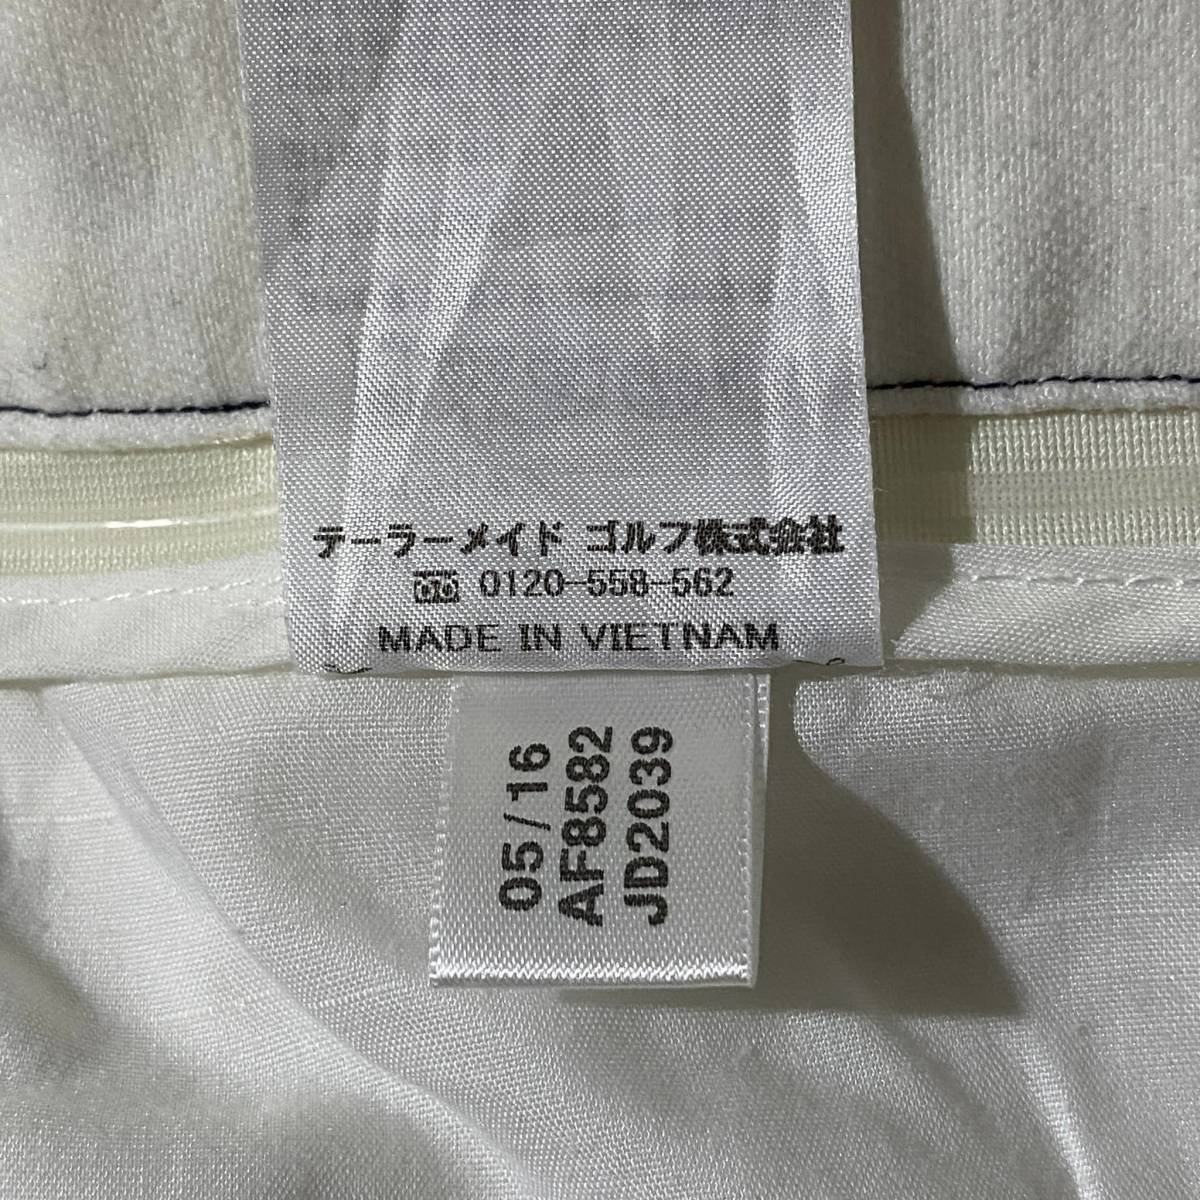 テーラーメイド ゴルフ株式会社
0120-558-562
MADE IN VIETNAM
05/16
AF8582
JD2039